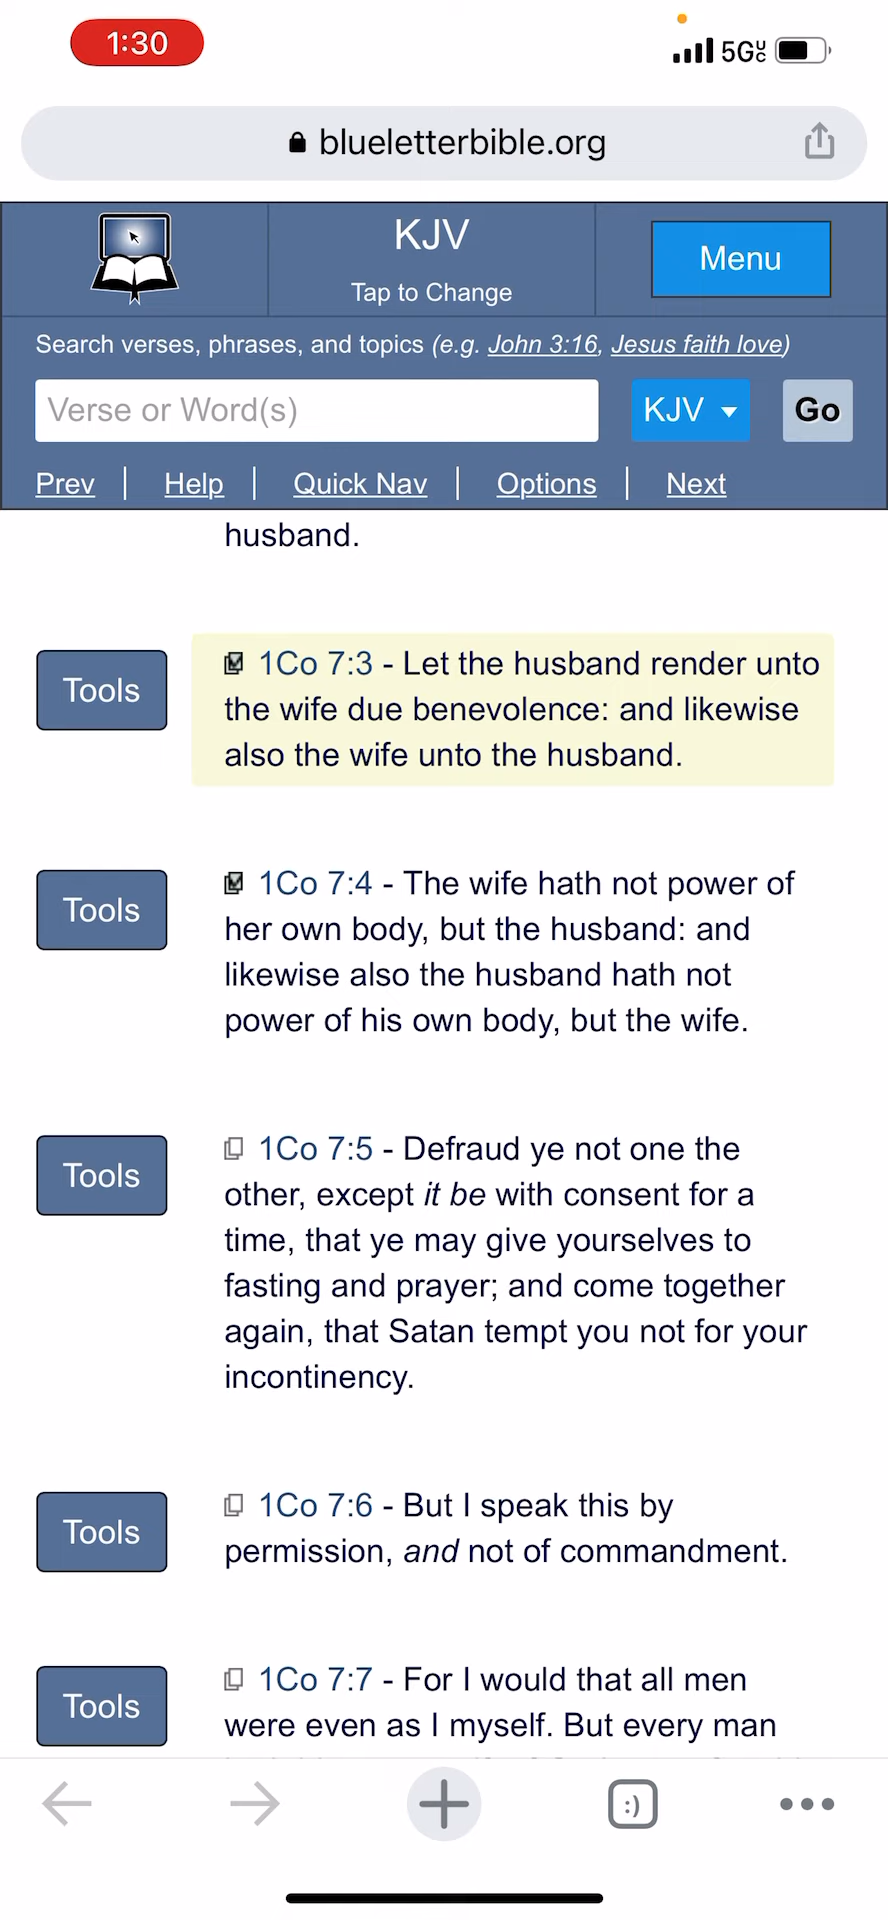 1:30
5GUC
blueletterbible.org
KJV
Tap to Change
Menu
Search verses, phrases, and topics (e.g. John 3:16, Jesus faith love)
Verse or Word(s)
KJV
Go
Prev | Help | Quick Nav | Options | Next
husband.
Tools
1Co 7:3 - Let the husband render unto
the wife due benevolence: and likewise
also the wife unto the husband.
Tools
1Co 7:4 - The wife hath not power of
her own body, but the husband: and
likewise also the husband hath not
power of his own body, but the wife.
Tools
1Co 7:5 - Defraud ye not one the
other, except it be with consent for a
time, that ye may give yourselves to
fasting and prayer; and come together
again, that Satan tempt you not for your
incontinency.
Tools
1Co 7:6 - But I speak this by
permission, and not of commandment.
Tools
1Co 7:7 - For I would that all men
were even as I myself. But every man
:)